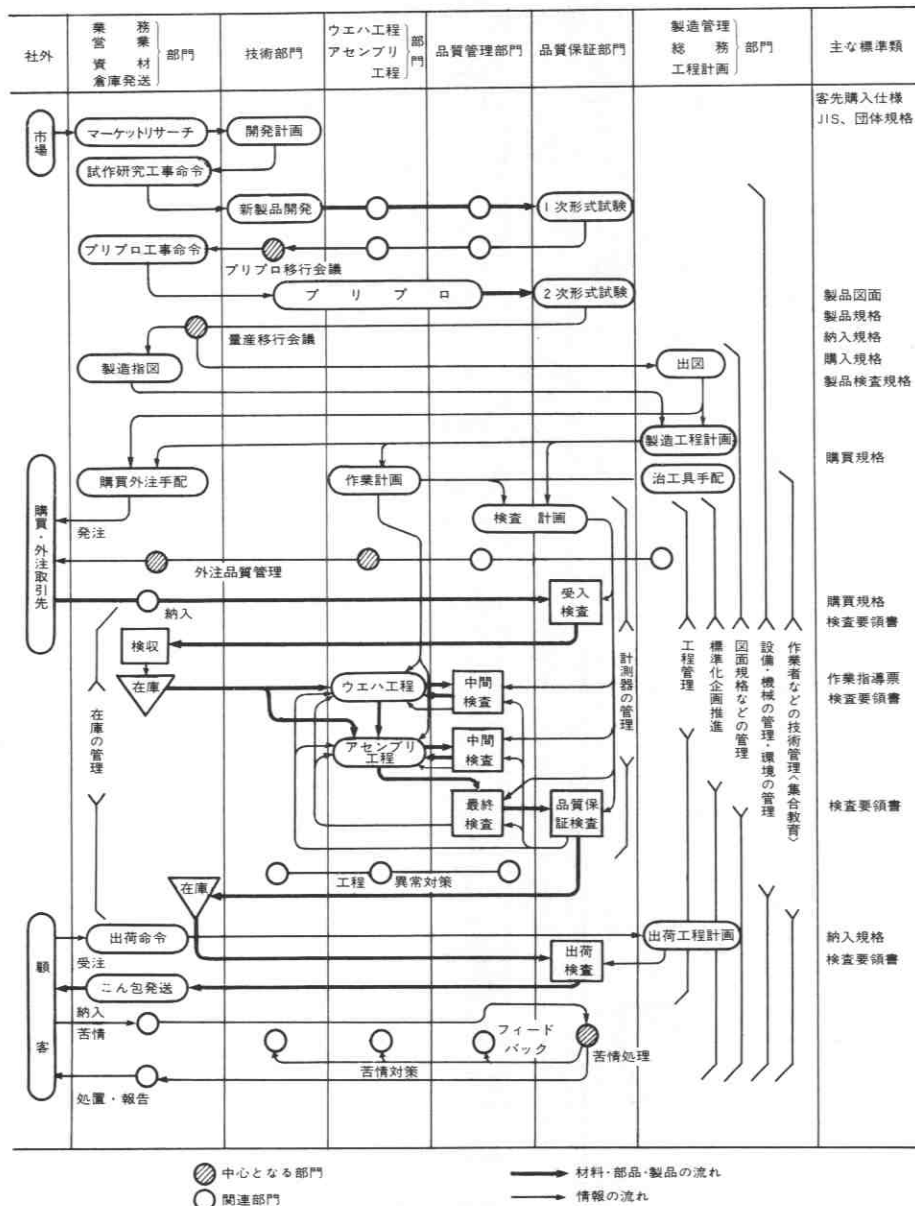 社外
業務
営業
資材
倉庫発送
部門
技術部門
ウエハ工程
アセンブリ
工程
部門
品質管理部門
品質保証部門
製造管理
総務
工程計画
部門
主な標準類
客先購入仕様
JIS、団体規格
市場
マーケットリサーチ
開発計画
試作研究工事命令
新製品開発
1次形式試験
プリプロ工事命令
プリプロ移行会議
プリプロ
2次形式試験
製品図面
製品規格
納入規格
購入規格
製品検査規格
量産移行会議
製造指図
出図
製造工程計画
購買規格
購買外注手配
作業計画
治工具手配
検査計画
発注
購買・外注取引先
外注品質管理
納入
受入
検査
購買規格
検査要領書
検収
在庫
在庫の管理
ウエハ工程
中間
検査
計測器の管理
工程管理
標準化企画推進
図面規格などの管理
設備・機械の管理・環境の管理
作業者などの技術管理〈集合教育〉
作業指導票
検査要領書
アセンブリ
工程
中間
検査
最終
検査
品質保
証検査
検査要領書
工程
異常対策
在庫
顧客
出荷命令
受注
出荷工程計画
納入規格
検査要領書
出荷
検査
こん包発送
納入
苦情
フィード
バック
苦情対策
苦情処理
処置・報告
中心となる部門
材料・部品・製品の流れ
関連部門
情報の流れ